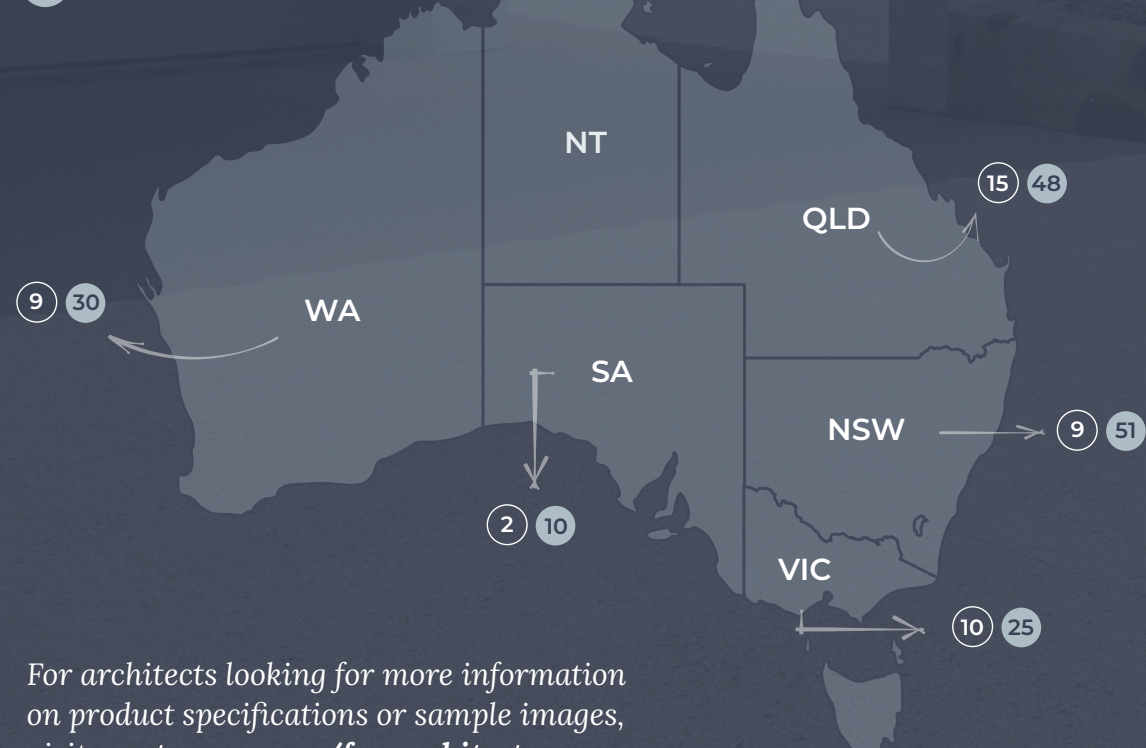 NT
15 48
QLD
9 30
WA
SA
NSW
9 51
2 10
VIC
10 25
For architects looking for more information
on product specifications or sample images,